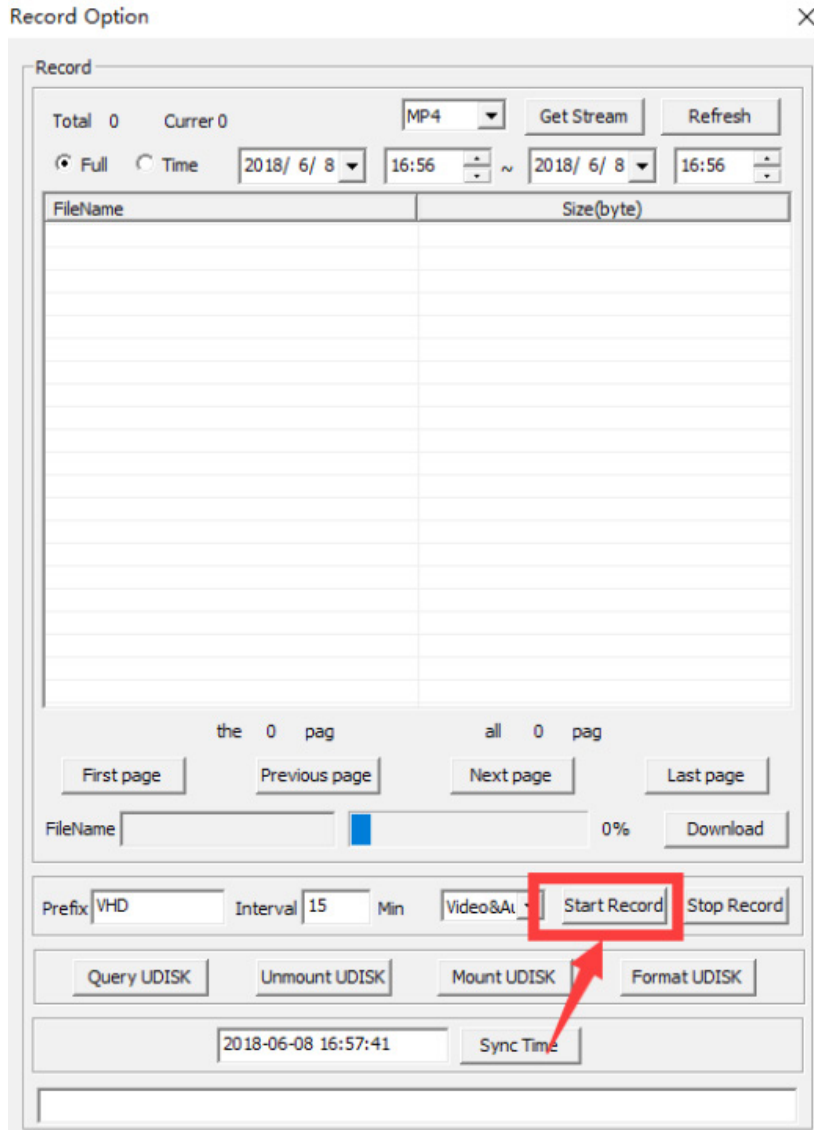 Record Option
Record
Total 0 Currer 0 MP4 Get Stream Refresh
Full Time 2018/ 6/ 8 16:56 ~ 2018/ 6/ 8 16:56
FileName Size(byte)
the 0 pag all 0 pag
First page Previous page Next page Last page
FileName 0% Download
Prefix VHD Interval 15 Min Video&Au Start Record Stop Record
Query UDISK Unmount UDISK Mount UDISK Format UDISK
2018-06-08 16:57:41 Sync Time